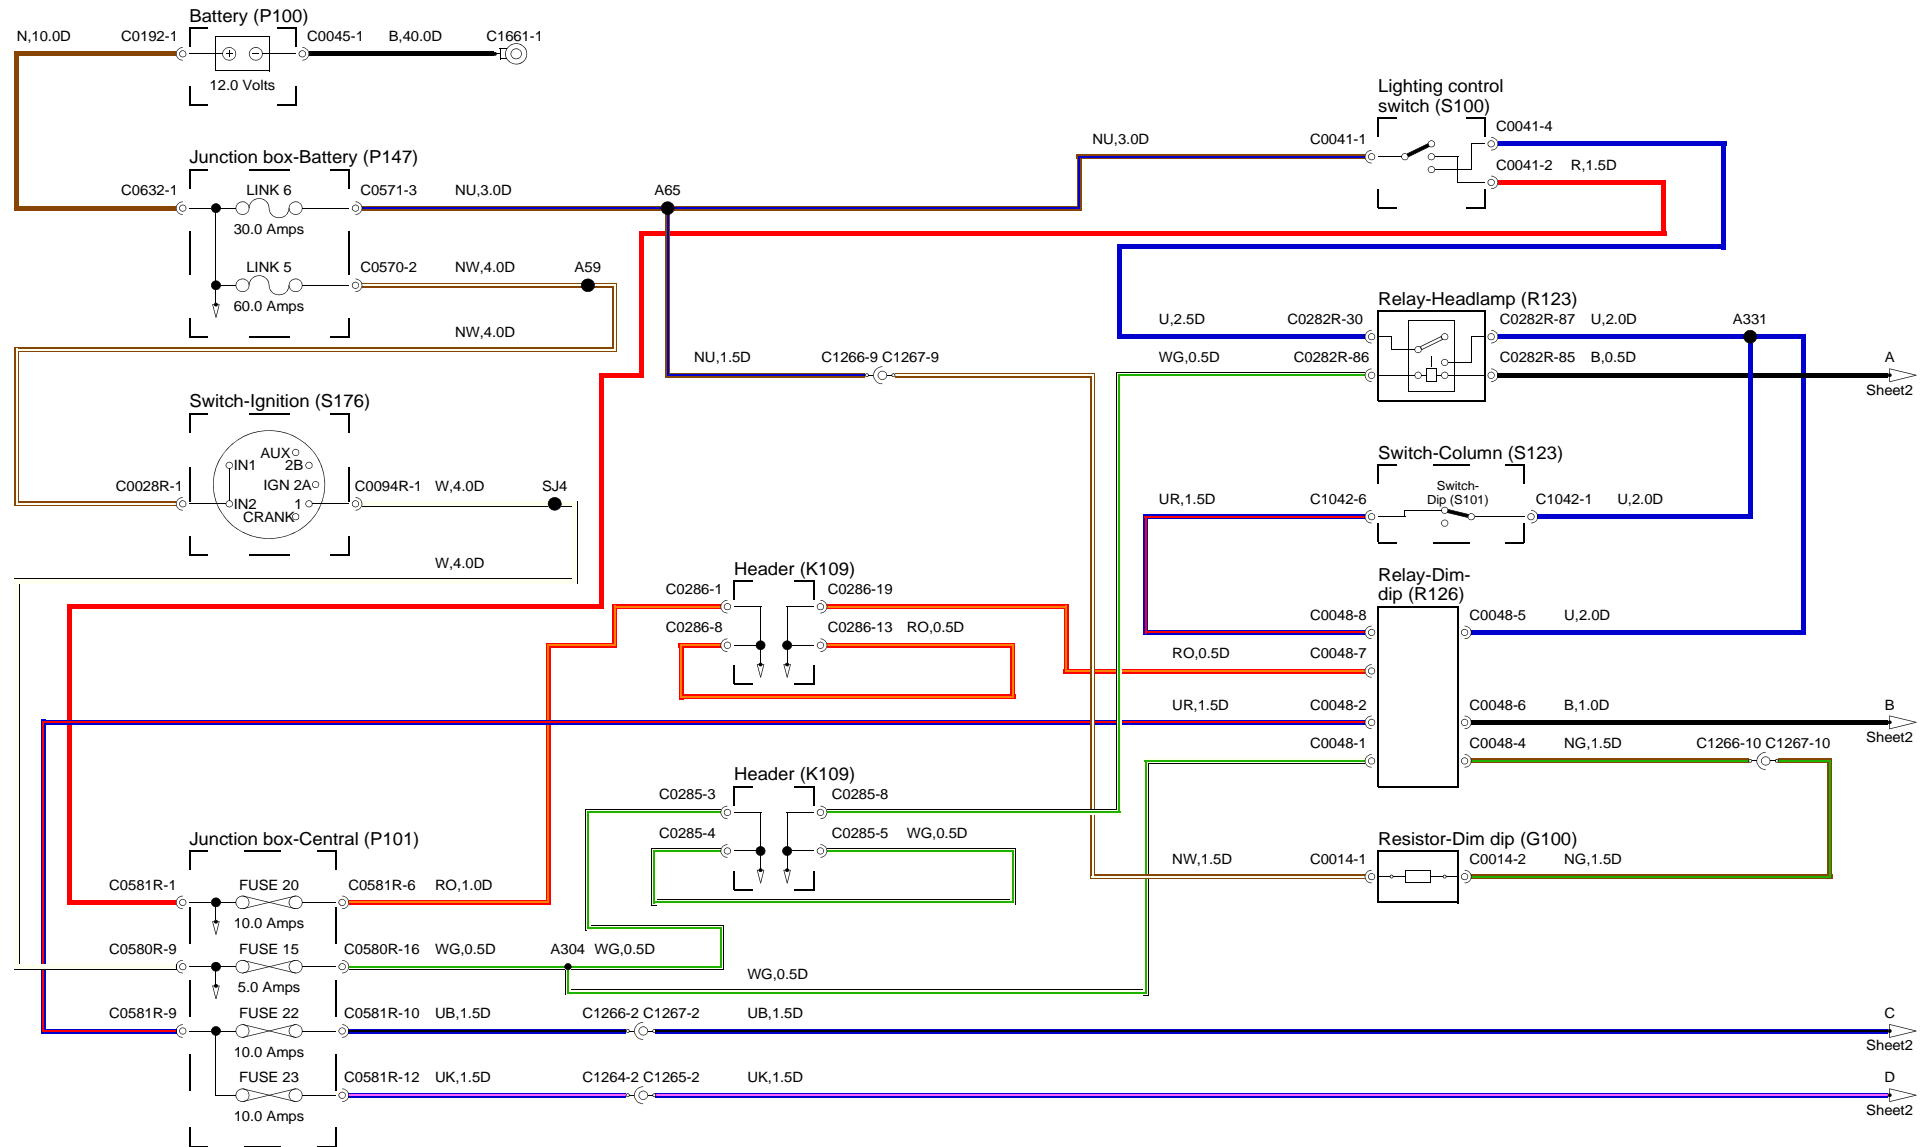 Battery (P100)
N,10.0D
C0192-1
C0045-1
B,40.0D
C1661-1
12.0 Volts
Lighting control
switch (S100)
NU,3.0D
C0041-1
C0041-4
C0041-2
R,1.5D
Junction box-Battery (P147)
C0632-1
LINK 6
C0571-3
NU,3.0D
A65
30.0 Amps
LINK 5
C0570-2
NW,4.0D
A59
60.0 Amps
NW,4.0D
Relay-Headlamp (R123)
U,2.5D
C0282R-30
C0282R-87
U,2.0D
A331
NU,1.5D
C1266-9
C1267-9
WG,0.5D
C0282R-86
C0282R-85
B,0.5D
A
Sheet2
Switch-Ignition (S176)
AUX
IN1
2B
IGN 2A
IN2
1
CRANK
C0028R-1
C0094R-1
W,4.0D
SJ4
W,4.0D
Switch-Column (S123)
Switch-
Dip (S101)
UR,1.5D
C1042-6
C1042-1
U,2.0D
Header (K109)
C0286-1
C0286-19
C0286-8
C0286-13
RO,0.5D
Relay-Dim-
dip (R126)
C0048-8
C0048-5
U,2.0D
RO,0.5D
C0048-7
UR,1.5D
C0048-2
C0048-6
B,1.0D
B
Sheet2
C0048-1
C0048-4
NG,1.5D
C1266-10
C1267-10
Header (K109)
C0285-3
C0285-8
C0285-4
C0285-5
WG,0.5D
Resistor-Dim dip (G100)
NW,1.5D
C0014-1
C0014-2
NG,1.5D
Junction box-Central (P101)
C0581R-1
FUSE 20
C0581R-6
RO,1.0D
10.0 Amps
C0580R-9
FUSE 15
C0580R-16
WG,0.5D
A304
WG,0.5D
5.0 Amps
WG,0.5D
C0581R-9
FUSE 22
C0581R-10
UB,1.5D
C1266-2
C1267-2
UB,1.5D
C
Sheet2
10.0 Amps
FUSE 23
C0581R-12
UK,1.5D
C1264-2
C1265-2
UK,1.5D
D
Sheet2
10.0 Amps